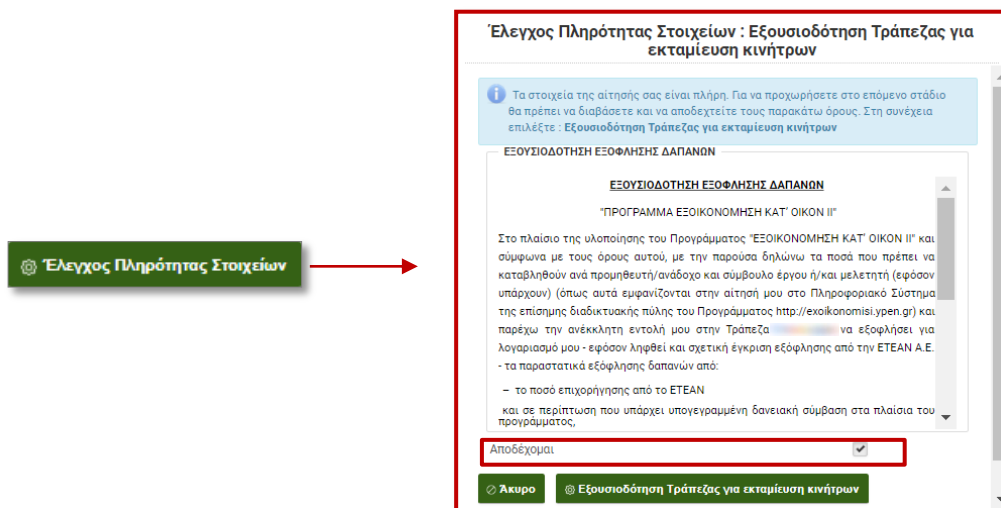 Έλεγχος Πληρότητας Στοιχείων
Έλεγχος Πληρότητας Στοιχείων : Εξουσιοδότηση Τράπεζας για
εκταμίευση κινήτρων
Τα στοιχεία της αίτησής σας είναι πλήρη. Για να προχωρήσετε στο επόμενο στάδιο
θα πρέπει να διαβάσετε και να αποδεχτείτε τους παρακάτω όρους. Στη συνέχεια
επιλέξτε : Εξουσιοδότηση Τράπεζας για εκταμίευση κινήτρων
ΕΞΟΥΣΙΟΔΟΤΗΣΗ ΕΞΟΦΛΗΣΗΣ ΔΑΠΑΝΩΝ
ΕΞΟΥΣΙΟΔΟΤΗΣΗ ΕΞΟΦΛΗΣΗΣ ΔΑΠΑΝΩΝ
"ΠΡΟΓΡΑΜΜΑ ΕΞΟΙΚΟΝΟΜΗΣΗ ΚΑΤ' ΟΙΚΟΝ ΙΙ"
Στο πλαίσιο της υλοποίησης του Προγράμματος "ΕΞΟΙΚΟΝΟΜΗΣΗ ΚΑΤ' ΟΙΚΟΝ ΙΙ" και
σύμφωνα με τους όρους αυτού, με την παρούσα δηλώνω τα ποσά που πρέπει να
καταβληθούν ανά προμηθευτή/ανάδοχο και σύμβουλο έργου ή/και μελετητή (εφόσον
υπάρχουν) (όπως αυτά εμφανίζονται στην αίτησή μου στο Πληροφοριακό Σύστημα
της επίσημης διαδικτυακής πύλης του Προγράμματος http://exoikonomisi.ypen.gr) και
παρέχω την ανέκκλητη εντολή μου στην Τράπεζα να εξοφλήσει για
λογαριασμό μου - εφόσον ληφθεί και σχετική έγκριση εξόφλησης από την ΕΤΕΑΝ Α.Ε.
- τα παραστατικά εξόφλησης δαπανών από:
– το ποσό επιχορήγησης από το ΕΤΕΑΝ
και σε περίπτωση που υπάρχει υπογεγραμμένη δανειακή σύμβαση στα πλαίσια του
προγράμματος,
Αποδέχομαι
Άκυρο
Εξουσιοδότηση Τράπεζας για εκταμίευση κινήτρων